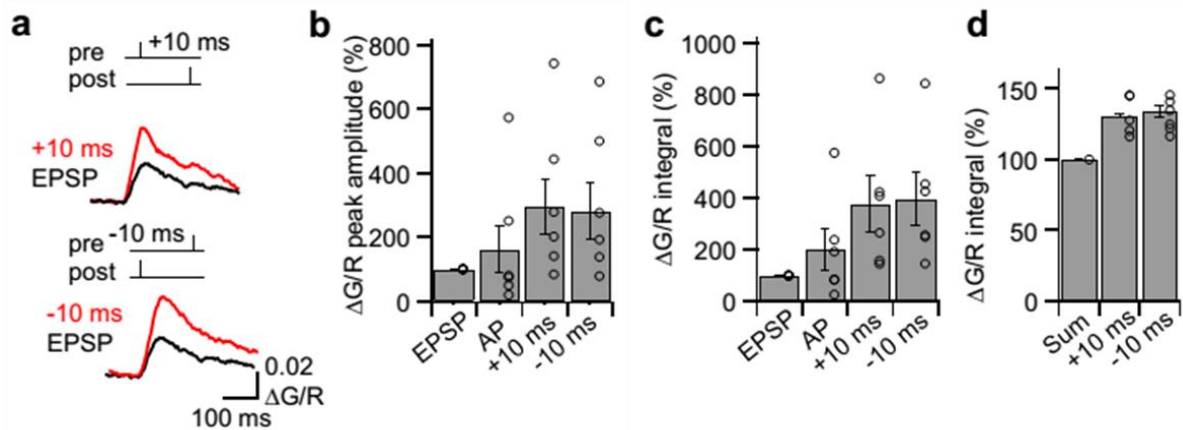 a
pre +10 ms
post
+10 ms
EPSP
pre -10 ms
post
-10 ms
EPSP
0.02
ΔG/R
100 ms
b
ΔG/R peak amplitude (%)
800
600
400
200
0
EPSP
AP
+10 ms
-10 ms
c
ΔG/R integral (%)
1000
800
600
400
200
0
EPSP
AP
+10 ms
-10 ms
d
ΔG/R integral (%)
150
100
50
0
Sum
+10 ms
-10 ms